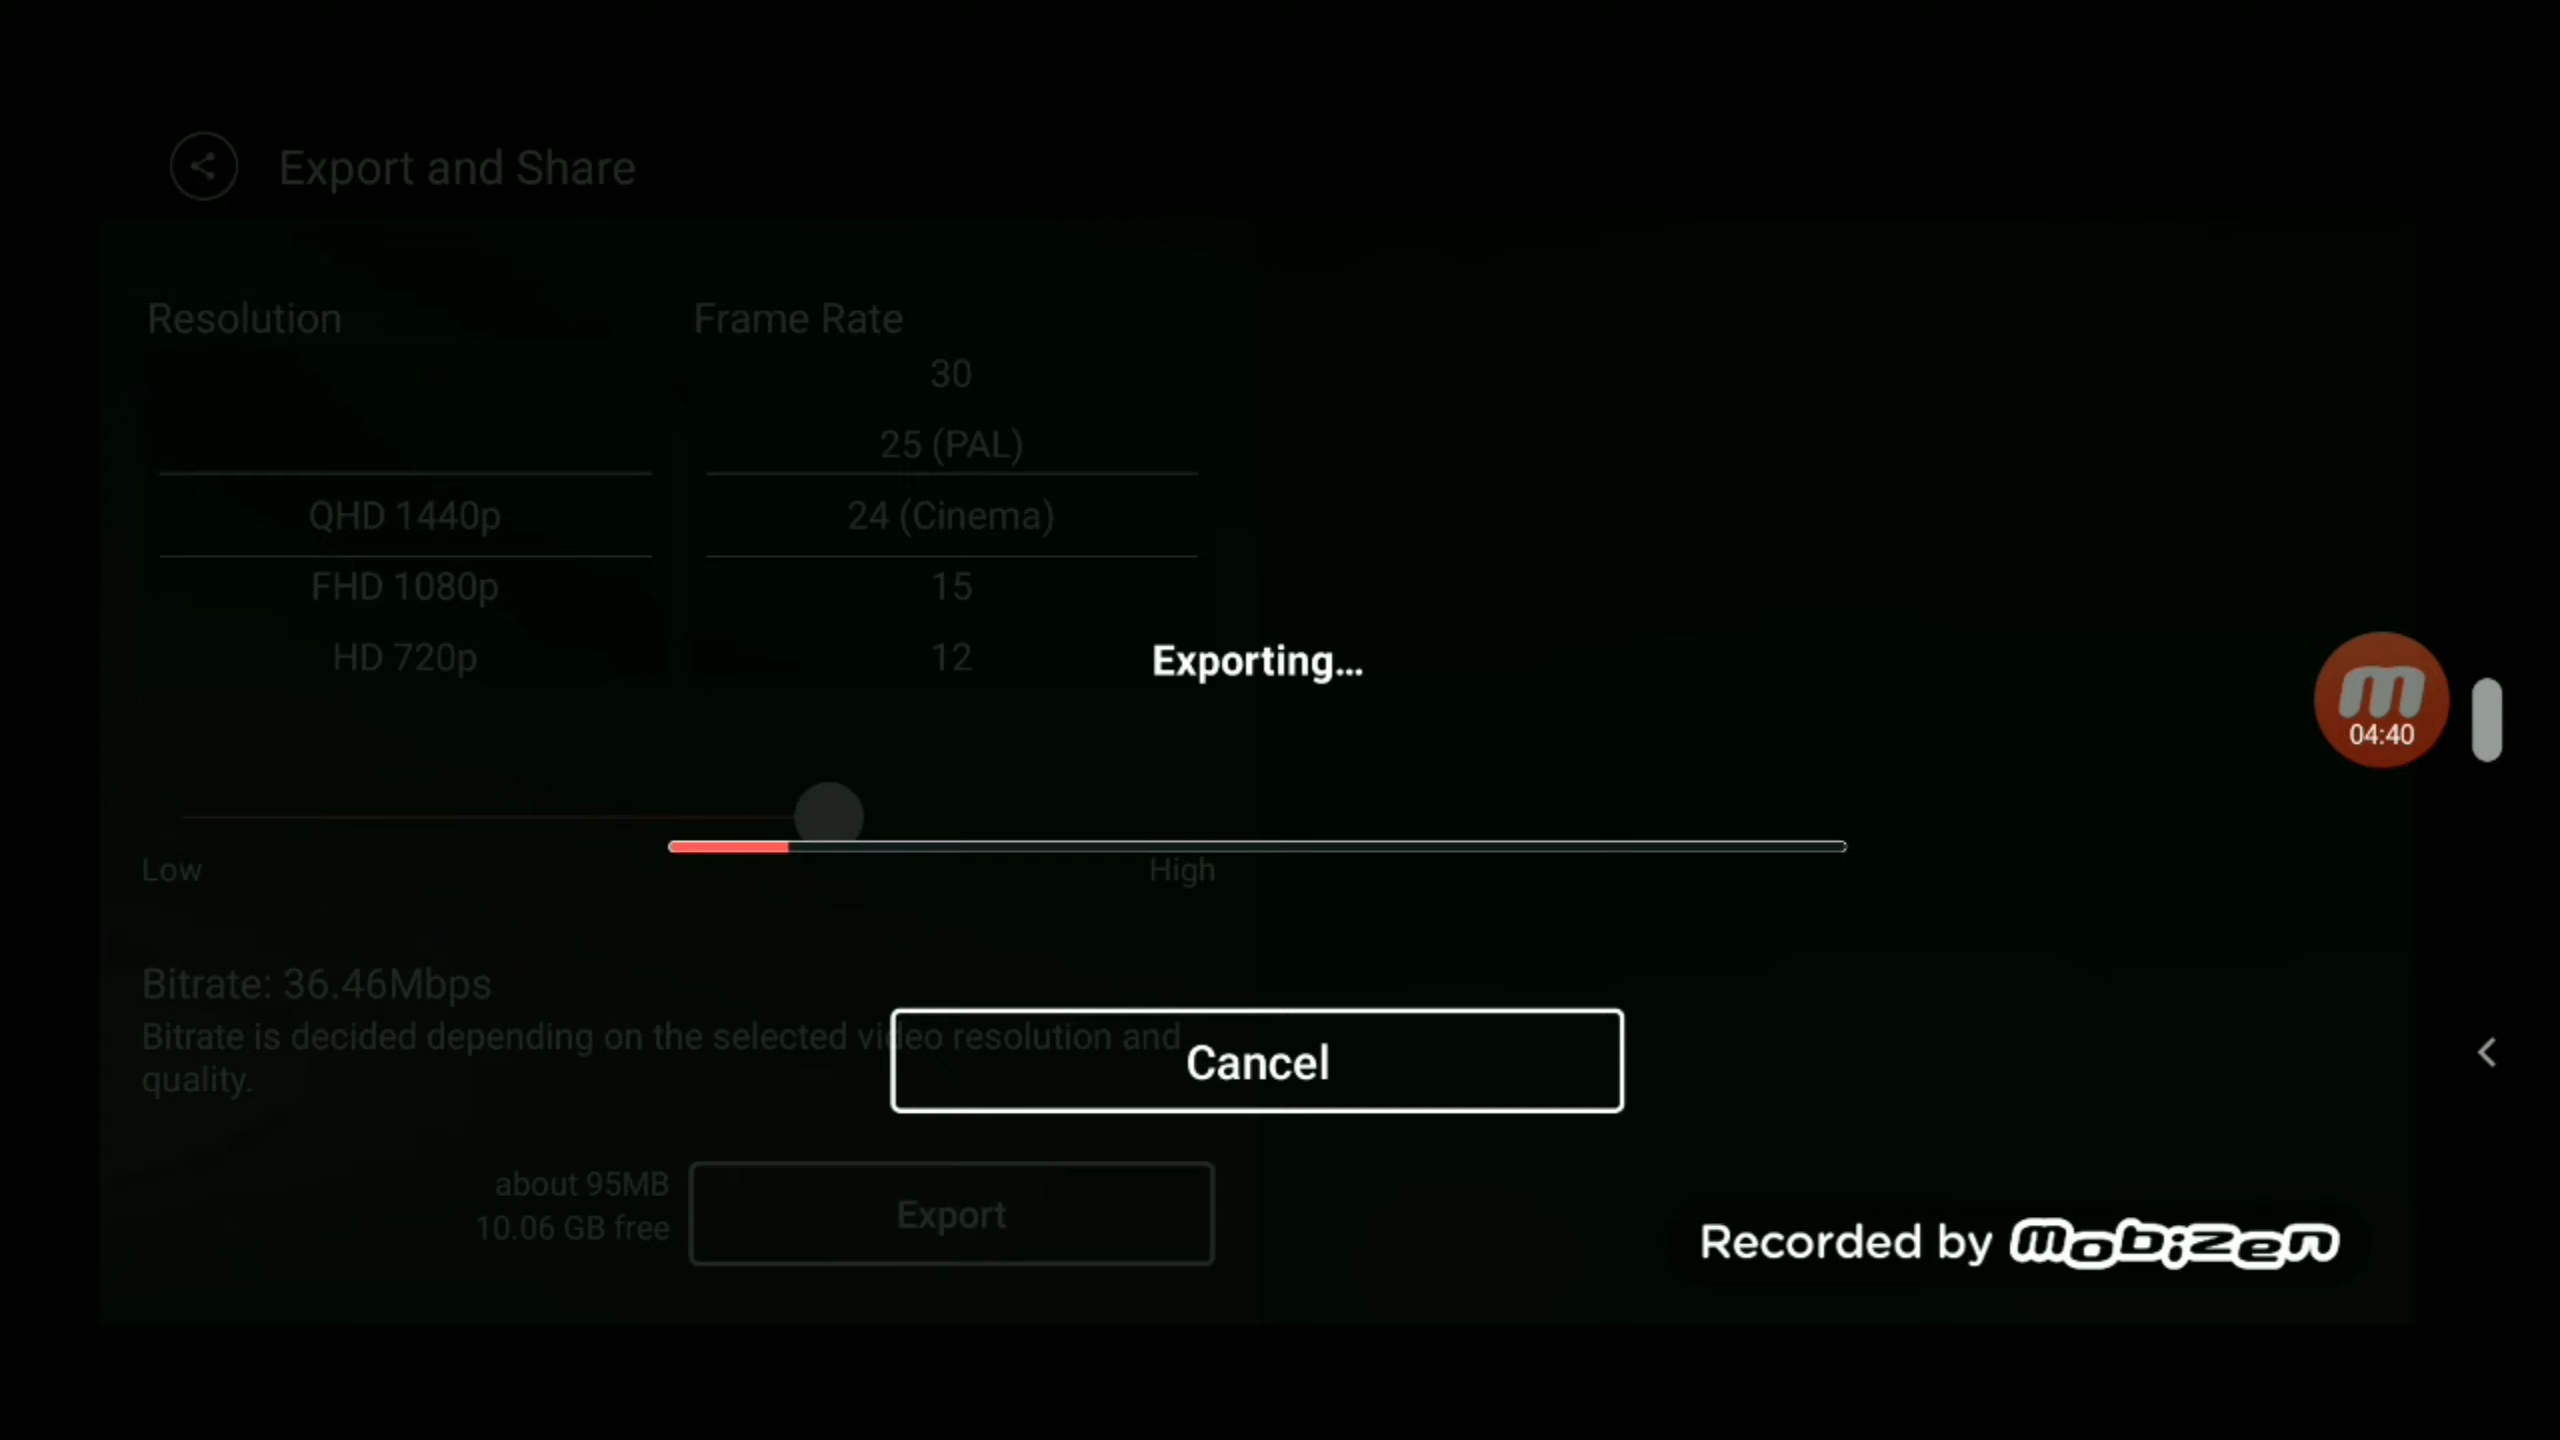 Export and Share
Resolution
Frame Rate
30
25 (PAL)
QHD 1440p
24 (Cinema)
FHD 1080p
15
HD 720p
12
Exporting...
m
04:40
Low
High
Bitrate: 36.46Mbps
Bitrate is decided depending on the selected video resolution and
quality.
Cancel
about 95MB
10.06 GB free
Export
Recorded by mobizen